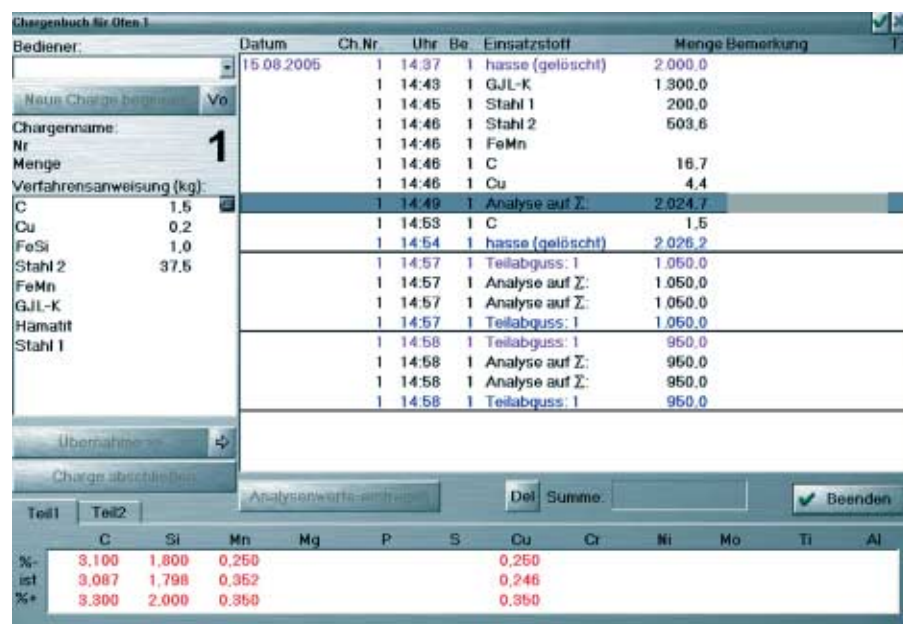 Chargenbuch für Ofen 1
Bediener:
Neue Charge beginnen Vo
Chargenname:
Nr 1
Menge
Verfahrensanweisung (kg):
C 1,5
Cu 0,2
FeSi 1,0
Stahl 2 37,5
FeMn
GJL-K
Hämatit
Stahl 1
Charge abschließen
Datum Ch.Nr. Uhr Be. Einsatzstoff Menge Bemerkung T
15.08.2005 1 14:37 1 hasse (gelöscht) 2.000,0
1 14:43 1 GJL-K 1.300,0
1 14:45 1 Stahl 1 200,0
1 14:46 1 Stahl 2 503,6
1 14:46 1 FeMn
1 14:46 1 C 16,7
1 14:46 1 Cu 4,4
1 14:49 1 Analyse auf Σ: 2.024,7
1 14:53 1 C 1,5
1 14:54 1 hasse (gelöscht) 2.026,2
1 14:57 1 Teilabguss: 1 1.050,0
1 14:57 1 Analyse auf Σ: 1.050,0
1 14:57 1 Analyse auf Σ: 1.050,0
1 14:57 1 Teilabguss: 1 1.050,0
1 14:58 1 Teilabguss: 1 950,0
1 14:58 1 Analyse auf Σ: 950,0
1 14:58 1 Analyse auf Σ: 950,0
1 14:58 1 Teilabguss: 1 950,0
Del Summe: Beenden
Teil1 Teil2
C Si Mn Mg P S Cu Cr Ni Mo Ti Al
%- 3,100 1,800 0,250 0,250
ist 3,087 1,798 0,352 0,246
%+ 3,300 2,000 0,350 0,350